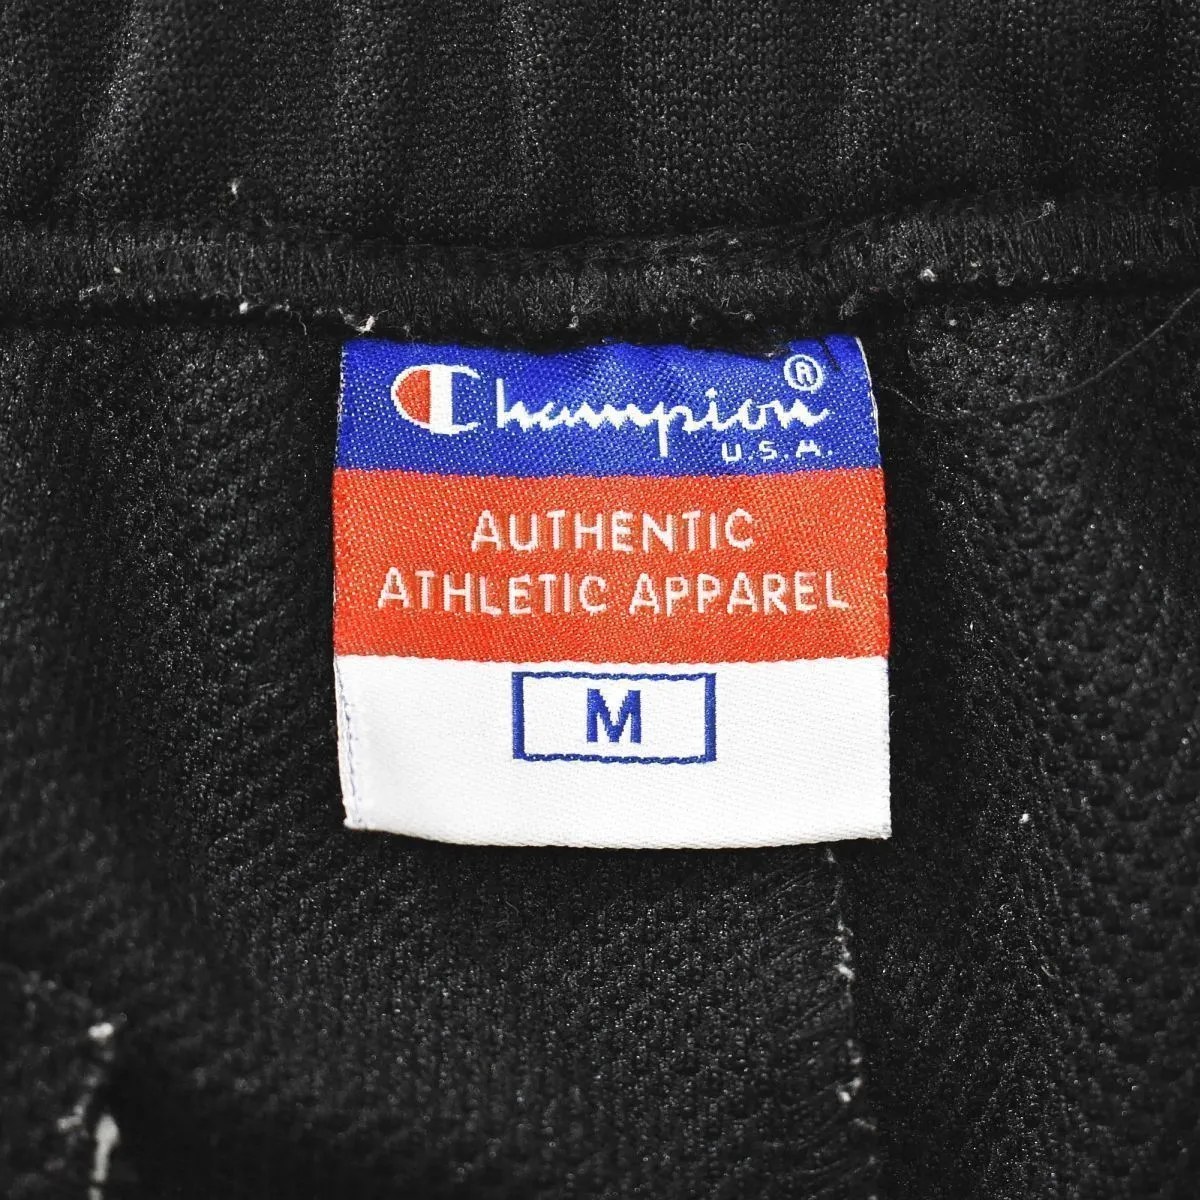 Champion®
U.S.A.
AUTHENTIC
ATHLETIC APPAREL
M